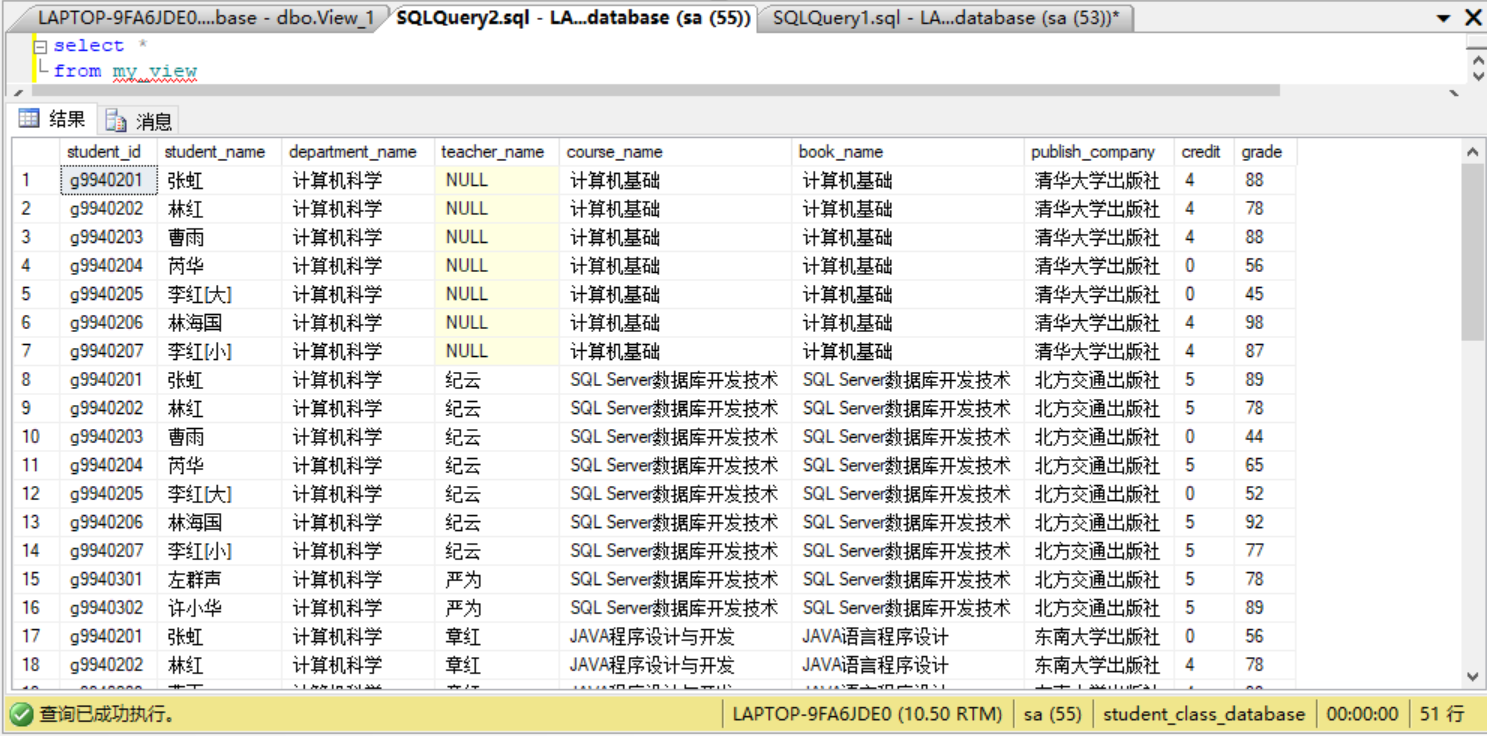 LAPTOP-9FA6JDE0....base - dbo.View_1 SQLQuery2.sql - LA...database (sa (55)) SQLQuery1.sql - LA...database (sa (53))*
select *
from my_view
结果 消息
student_id student_name department_name teacher_name course_name book_name publish_company credit grade
1 g9940201 张虹 计算机科学 NULL 计算机基础 计算机基础 清华大学出版社 4 88
2 g9940202 林红 计算机科学 NULL 计算机基础 计算机基础 清华大学出版社 4 78
3 g9940203 曹雨 计算机科学 NULL 计算机基础 计算机基础 清华大学出版社 4 88
4 g9940204 芮华 计算机科学 NULL 计算机基础 计算机基础 清华大学出版社 0 56
5 g9940205 李红[大] 计算机科学 NULL 计算机基础 计算机基础 清华大学出版社 0 45
6 g9940206 林海国 计算机科学 NULL 计算机基础 计算机基础 清华大学出版社 4 98
7 g9940207 李红[小] 计算机科学 NULL 计算机基础 计算机基础 清华大学出版社 4 87
8 g9940201 张虹 计算机科学 纪云 SQL Server数据库开发技术 SQL Server数据库开发技术 北方交通出版社 5 89
9 g9940202 林红 计算机科学 纪云 SQL Server数据库开发技术 SQL Server数据库开发技术 北方交通出版社 5 78
10 g9940203 曹雨 计算机科学 纪云 SQL Server数据库开发技术 SQL Server数据库开发技术 北方交通出版社 0 44
11 g9940204 芮华 计算机科学 纪云 SQL Server数据库开发技术 SQL Server数据库开发技术 北方交通出版社 5 65
12 g9940205 李红[大] 计算机科学 纪云 SQL Server数据库开发技术 SQL Server数据库开发技术 北方交通出版社 0 52
13 g9940206 林海国 计算机科学 纪云 SQL Server数据库开发技术 SQL Server数据库开发技术 北方交通出版社 5 92
14 g9940207 李红[小] 计算机科学 纪云 SQL Server数据库开发技术 SQL Server数据库开发技术 北方交通出版社 5 77
15 g9940301 左群声 计算机科学 严为 SQL Server数据库开发技术 SQL Server数据库开发技术 北方交通出版社 5 78
16 g9940302 许小华 计算机科学 严为 SQL Server数据库开发技术 SQL Server数据库开发技术 北方交通出版社 5 89
17 g9940201 张虹 计算机科学 章红 JAVA程序设计与开发 JAVA语言程序设计 东南大学出版社 0 56
18 g9940202 林红 计算机科学 章红 JAVA程序设计与开发 JAVA语言程序设计 东南大学出版社 4 78
查询已成功执行。 LAPTOP-9FA6JDE0 (10.50 RTM) sa (55) student_class_database 00:00:00 51 行